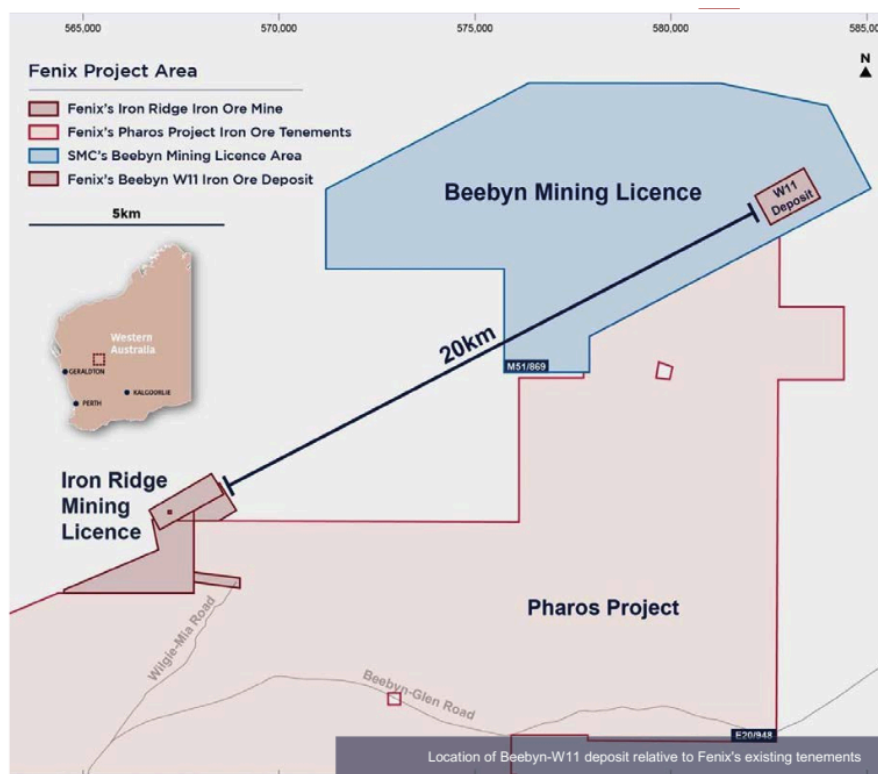 565,000
570,000
575,000
580,000
585,0
N
Fenix Project Area
Fenix's Iron Ridge Iron Ore Mine
Fenix's Pharos Project Iron Ore Tenements
SMC's Beebyn Mining Licence Area
Fenix's Beebyn W11 Iron Ore Deposit
5km
Beebyn Mining Licence
W11
Deposit
Western
Australia
GERALDTON
KALGOORLIE
PERTH
20km
M51/869
Iron Ridge
Mining
Licence
Pharos Project
Wilgie-Mia Road
Beebyn-Glen Road
E20/948
Location of Beebyn-W11 deposit relative to Fenix's existing tenements